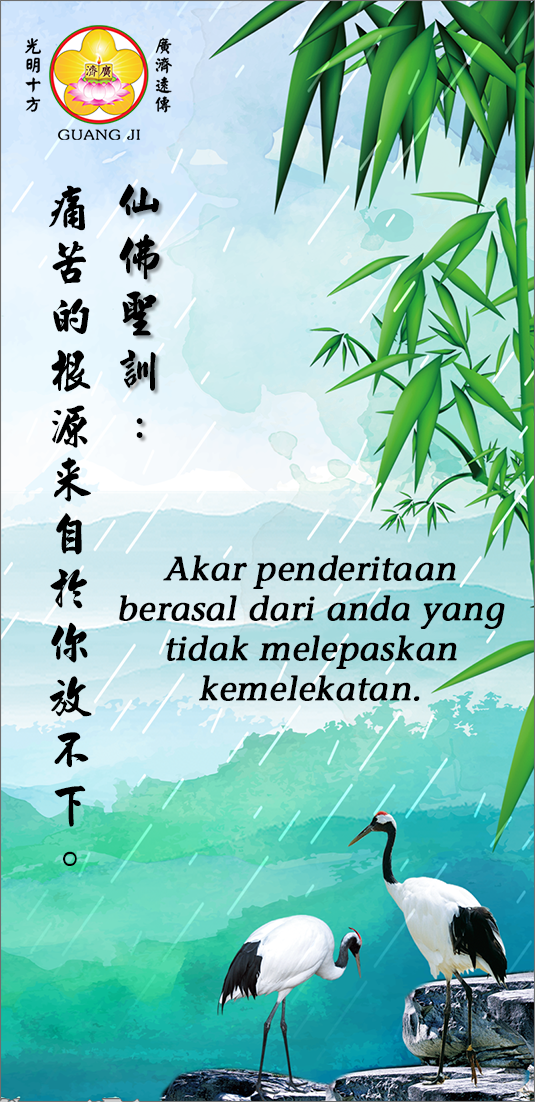 廣濟遠傳
光明十方
廣濟
GUANG JI
仙佛聖訓：
痛苦的根源来自於你放不下。
Akar penderitaan
berasal dari anda yang
tidak melepaskan
kemelekatan.